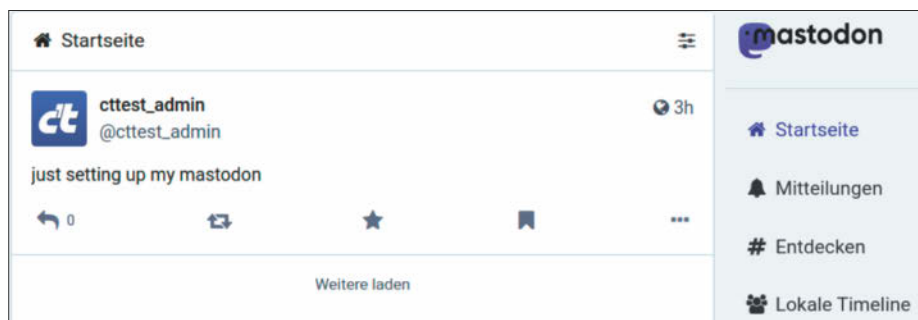 Startseite
cttest_admin
@cttest_admin
3h
just setting up my mastodon
0
Weitere laden
mastodon
Startseite
Mitteilungen
Entdecken
Lokale Timeline
c't